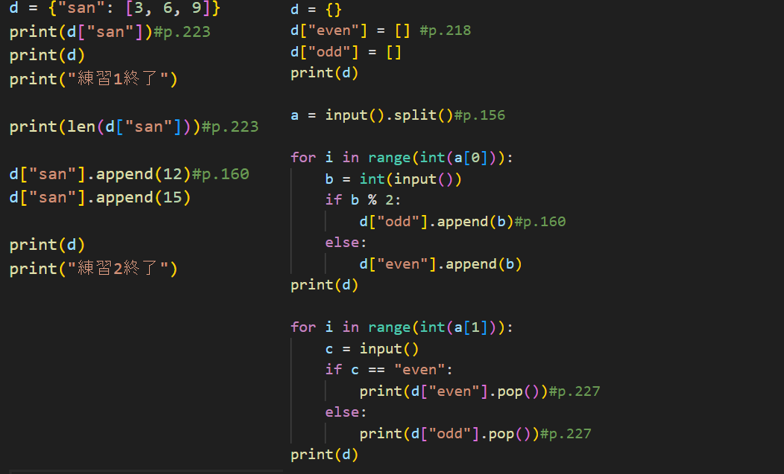 d = {"san": [3, 6, 9]}
print(d["san"])#p.223
print(d)
print("練習1終了")
print(len(d["san"]))#p.223
d["san"].append(12)#p.160
d["san"].append(15)
print(d)
print("練習2終了")
d = {}
d["even"] = [] #p.218
d["odd"] = []
print(d)
a = input().split()#p.156
for i in range(int(a[0])):
    b = int(input())
    if b % 2:
        d["odd"].append(b)#p.160
    else:
        d["even"].append(b)
print(d)
for i in range(int(a[1])):
    c = input()
    if c == "even":
        print(d["even"].pop())#p.227
    else:
        print(d["odd"].pop())#p.227
print(d)